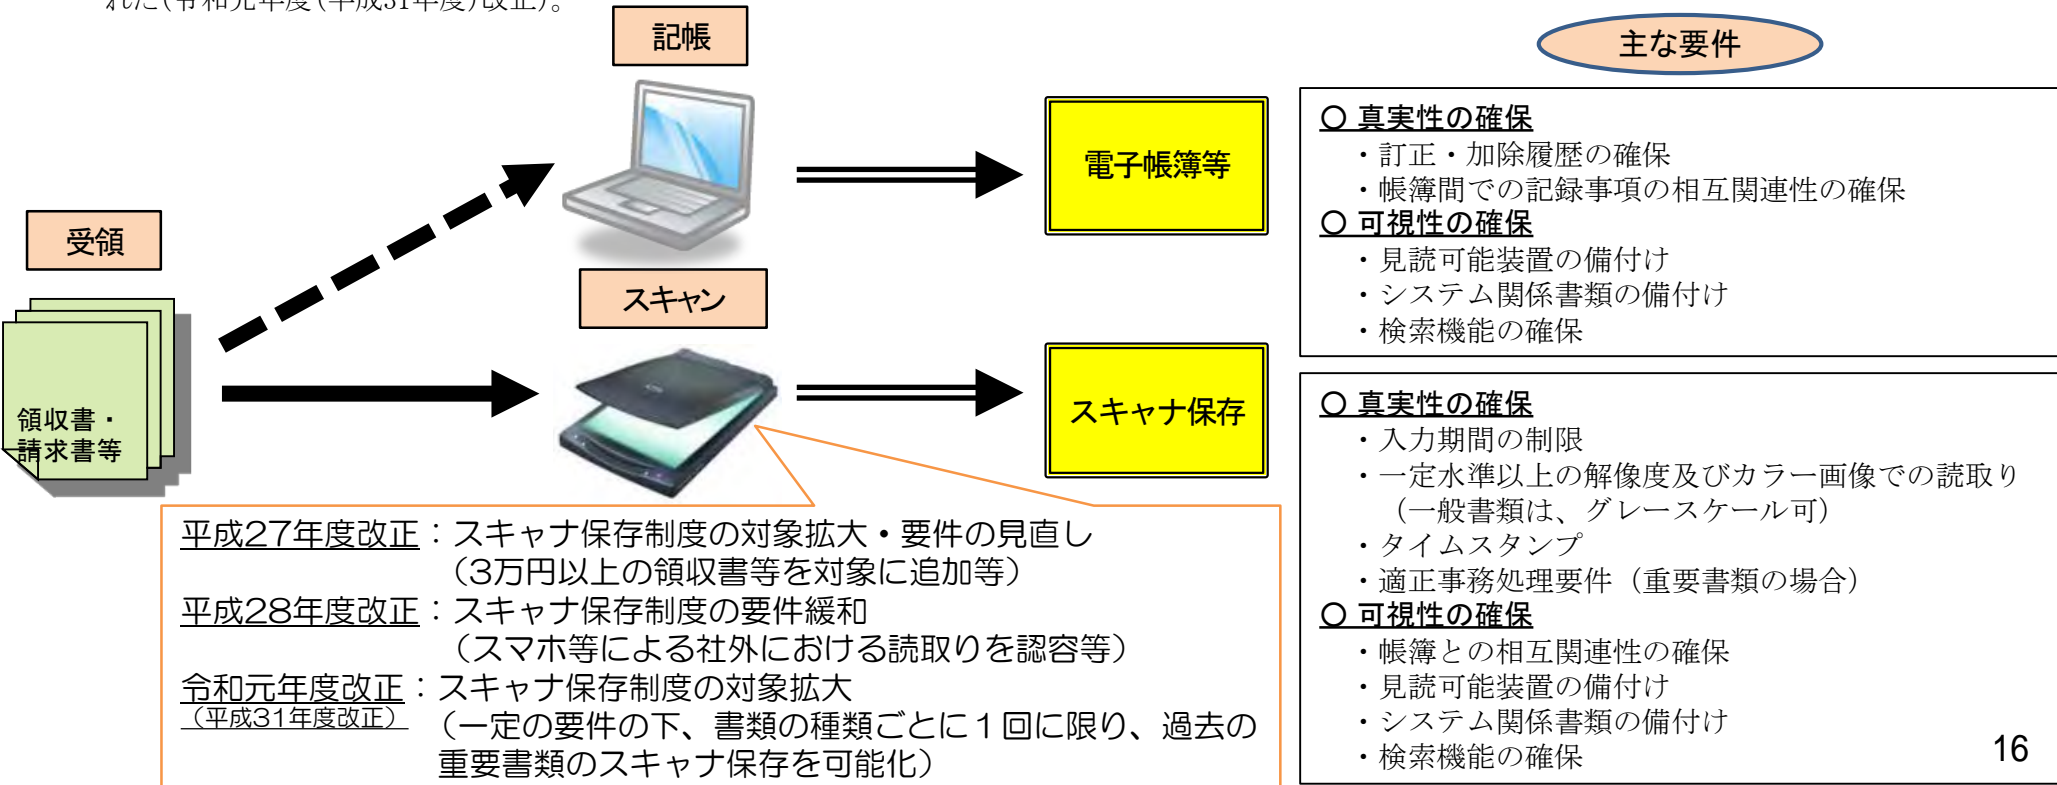 れた(令和元年度(平成31年度)改正)。
記帳
主な要件
受領
領収書・
請求書等
スキャン
電子帳簿等
スキャナ保存
○ 真実性の確保
・訂正・加除履歴の確保
・帳簿間での記録事項の相互関連性の確保
○ 可視性の確保
・見読可能装置の備付け
・システム関係書類の備付け
・検索機能の確保
○ 真実性の確保
・入力期間の制限
・一定水準以上の解像度及びカラー画像での読取り
（一般書類は、グレースケール可）
・タイムスタンプ
・適正事務処理要件（重要書類の場合）
○ 可視性の確保
・帳簿との相互関連性の確保
・見読可能装置の備付け
・システム関係書類の備付け
・検索機能の確保
平成27年度改正：スキャナ保存制度の対象拡大・要件の見直し
（3万円以上の領収書等を対象に追加等）
平成28年度改正：スキャナ保存制度の要件緩和
（スマホ等による社外における読取りを認容等）
令和元年度改正：スキャナ保存制度の対象拡大
（平成31年度改正）
（一定の要件の下、書類の種類ごとに１回に限り、過去の
重要書類のスキャナ保存を可能化）
16